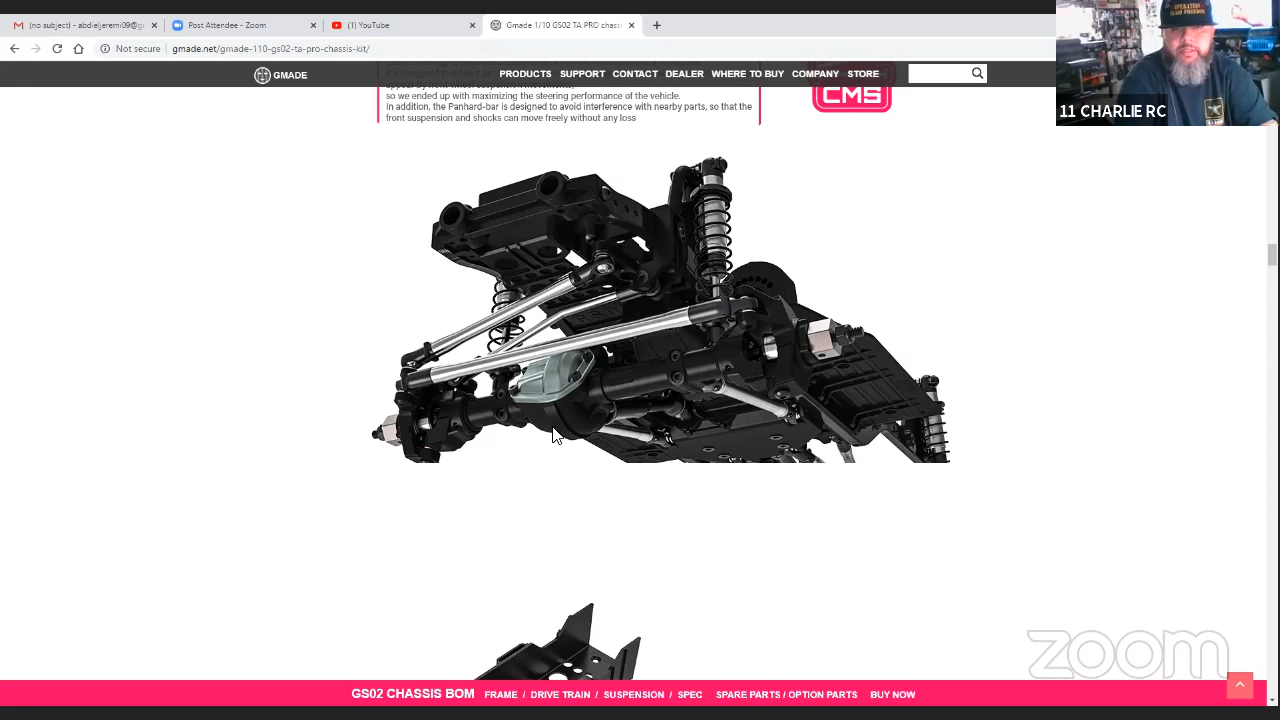 (no subject) - abdieljeremi09@g
Post Attendee - Zoom
(1) YouTube
Gmade 1/10 GS02 TA PRO chass
Not secure
gmade.net/gmade-110-gs02-ta-pro-chassis-kit/
GMADE
PRODUCTS SUPPORT CONTACT DEALER WHERE TO BUY COMPANY STORE
so we ended up with maximizing the steering performance of the vehicle.
In addition, the Panhard-bar is designed to avoid interference with nearby parts, so that the
front suspension and shocks can move freely without any loss
CMS
11 CHARLIE RC
zoom
GS02 CHASSIS BOM FRAME / DRIVE TRAIN / SUSPENSION / SPEC SPARE PARTS / OPTION PARTS BUY NOW